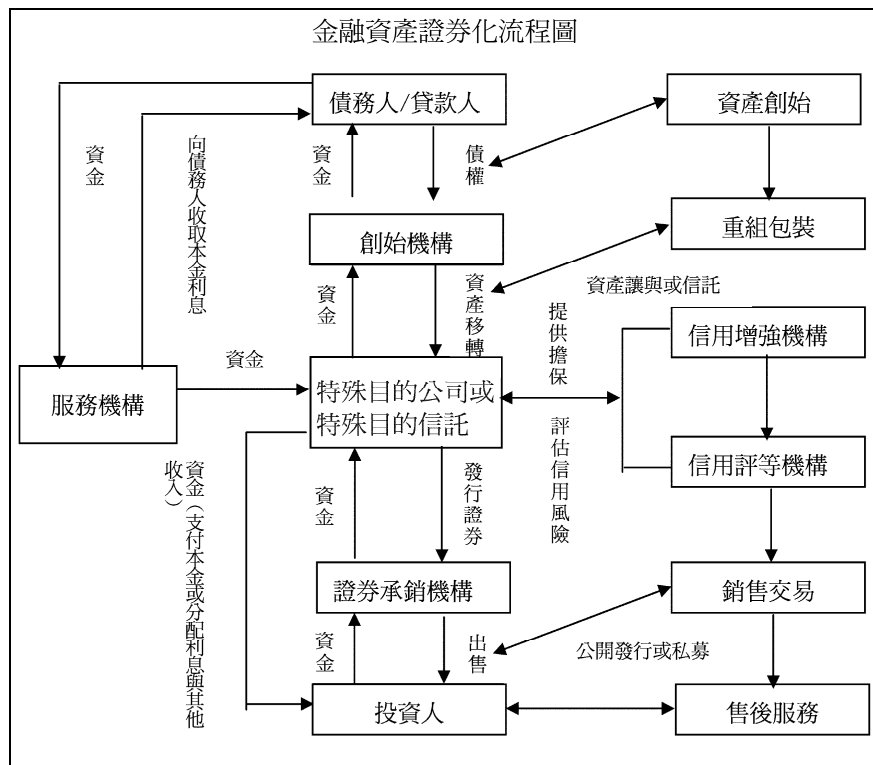 金融資產證券化流程圖
債務人/貸款人
資產創始
資金
向債務人收取本金利息
資金
債權
創始機構
重組包裝
資金
資產移轉
資產讓與或信託
提供擔保
信用增強機構
資金
服務機構
特殊目的公司或
特殊目的信託
評估信用風險
信用評等機構
資金（支付本金或分配利息與其他
收入）
資金
發行證券
證券承銷機構
銷售交易
資金
出售
公開發行或私募
投資人
售後服務